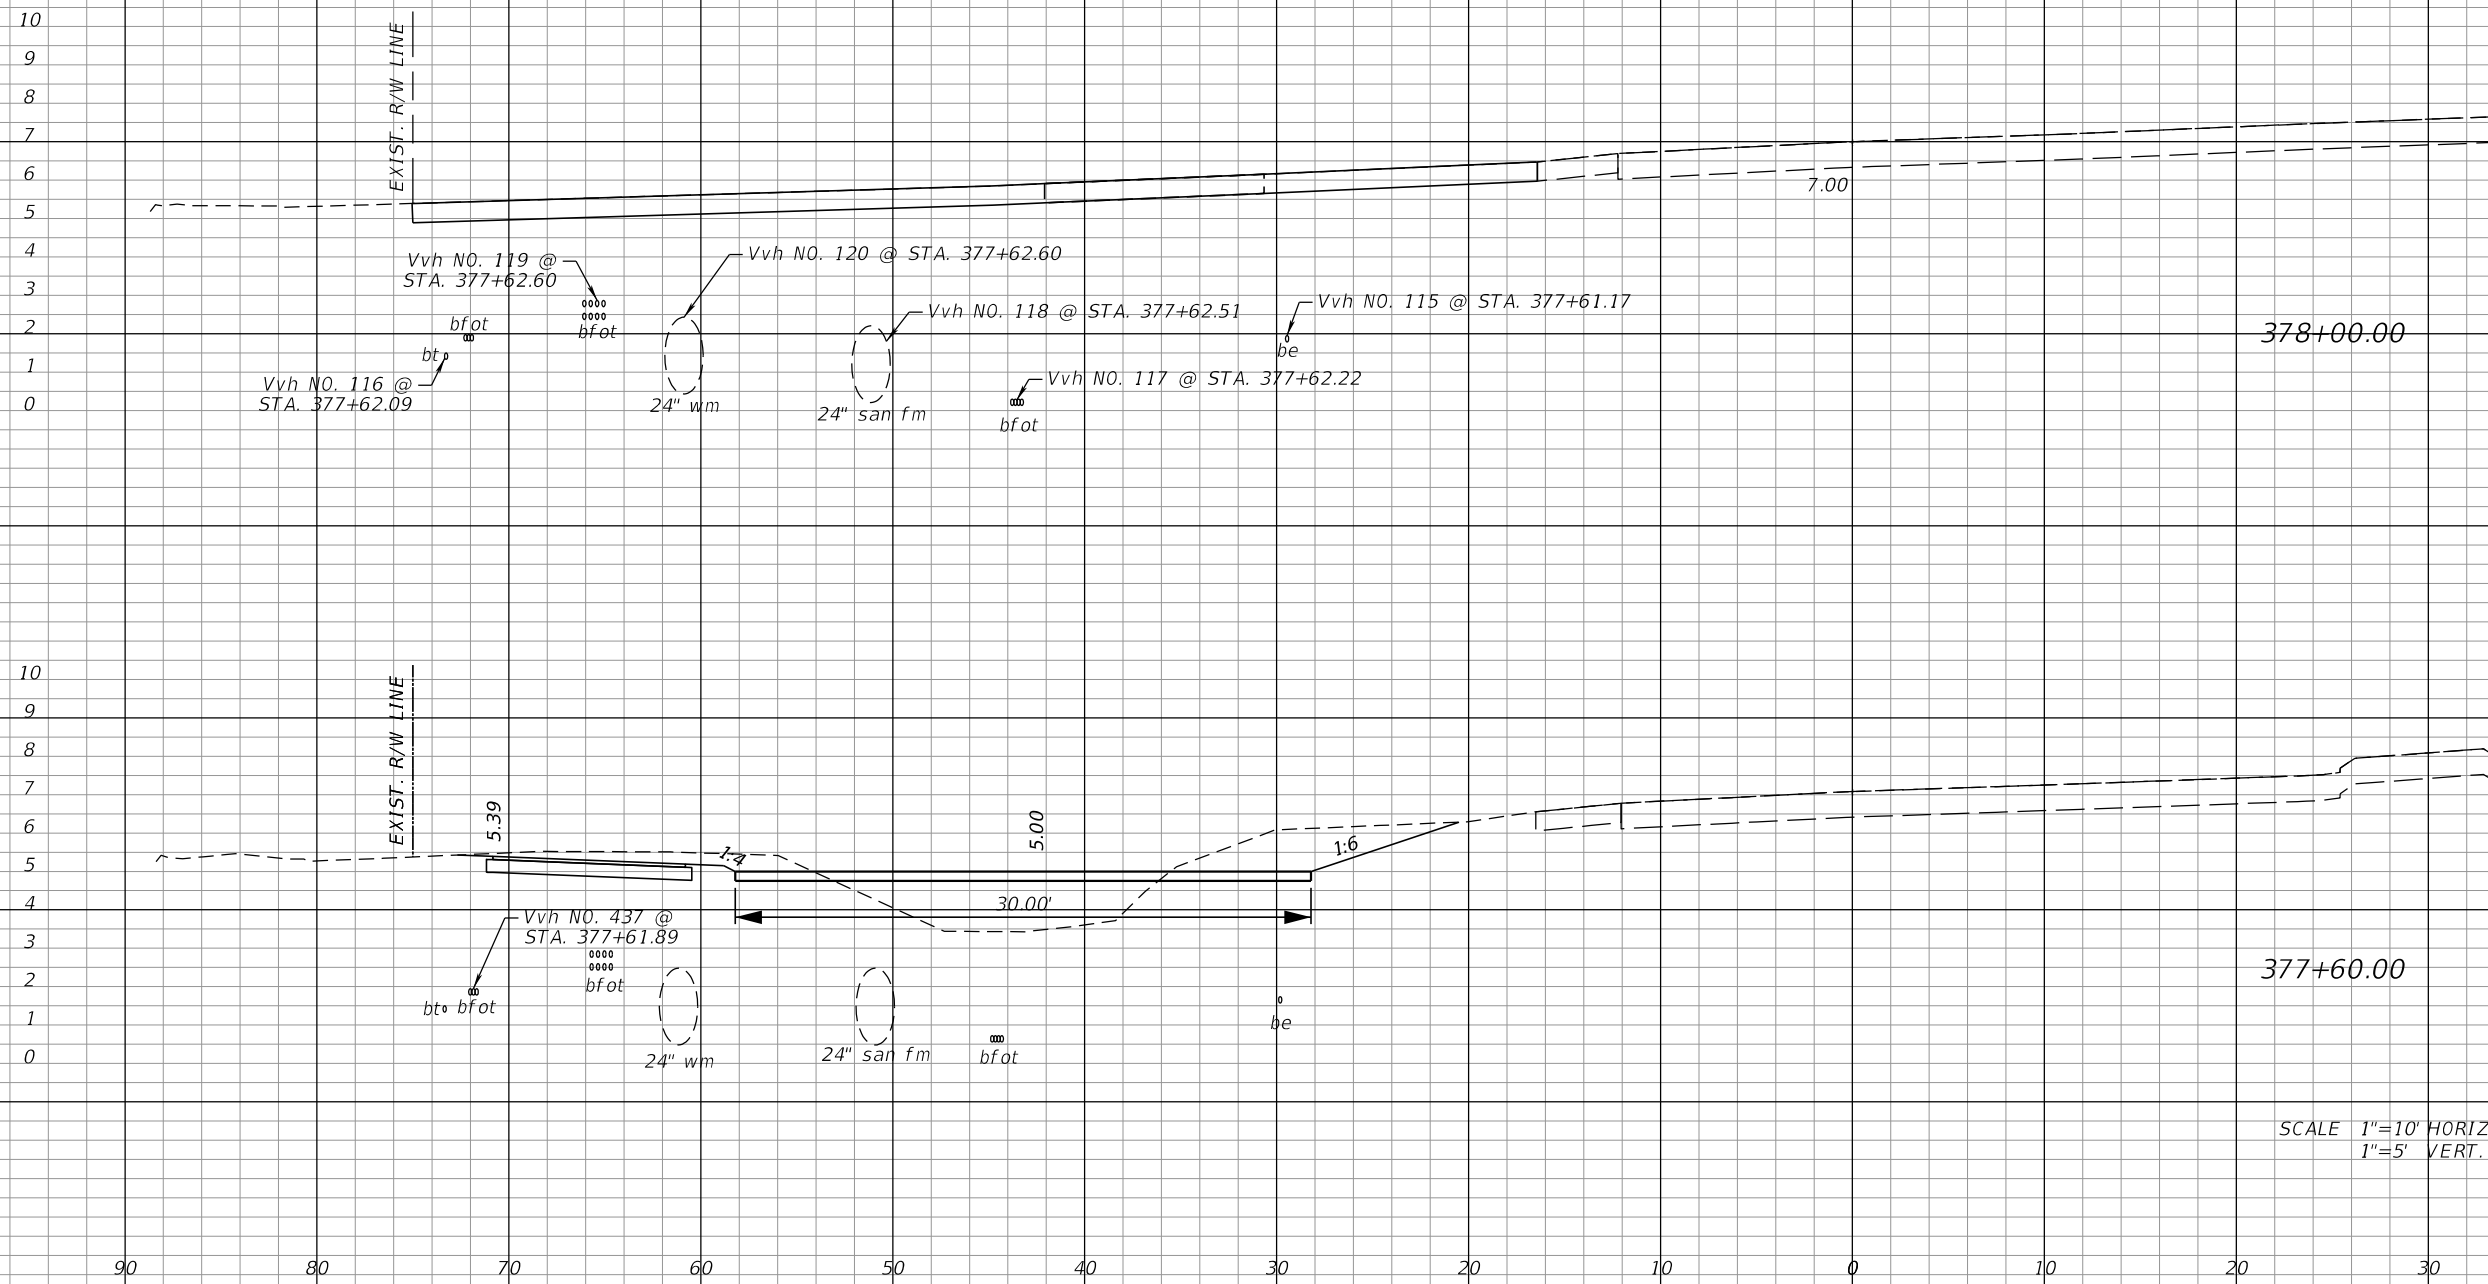 10
9
8
7
6
5
4
3
2
1
0
EXIST. R/W LINE
7.00
Vvh NO. 119 @
STA. 377+62.60
bfot
Vvh NO. 120 @ STA. 377+62.60
24" wm
Vvh NO. 118 @ STA. 377+62.51
24" san fm
Vvh NO. 115 @ STA. 377+61.17
be
Vvh NO. 117 @ STA. 377+62.22
bfot
bfot
bt
Vvh NO. 116 @
STA. 377+62.09
378+00.00
10
9
8
7
6
5
4
3
2
1
0
EXIST. R/W LINE
5.39
1:4
5.00
1:6
30.00'
Vvh NO. 437 @
STA. 377+61.89
bfot
bt
bfot
24" wm
24" san fm
bfot
be
377+60.00
SCALE 1"=10' HORIZ
1"=5' VERT.
90 80 70 60 50 40 30 20 10 0 10 20 30